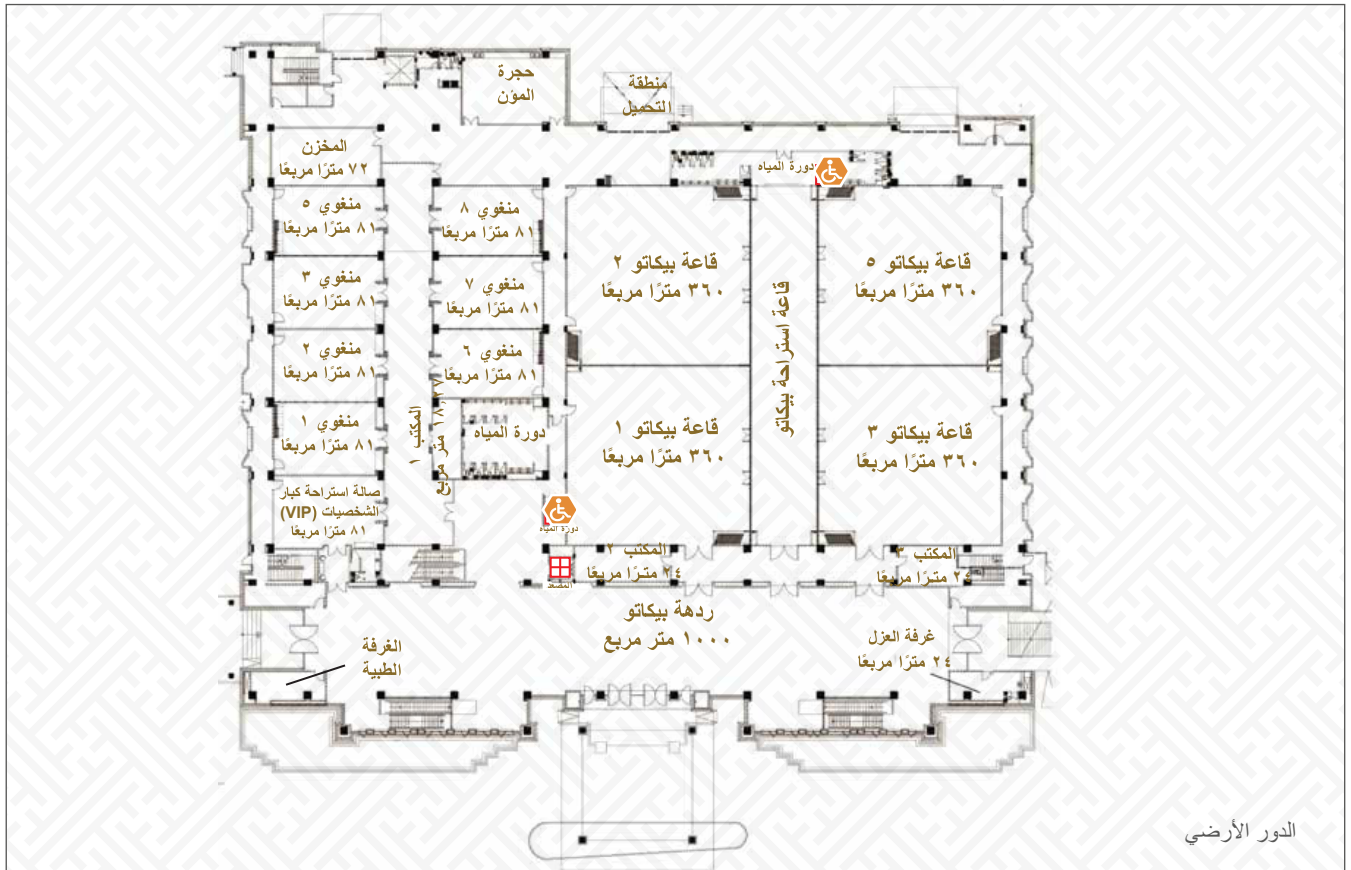 حجرة
المؤن
منطقة
التحميل
المخزن
٧٢ مترًا مربعًا
دورة المياه
منغوي ٥
٨١ مترًا مربعًا
منغوي ٨
٨١ مترًا مربعًا
قاعة بيكاتو ٢
٣٦٠ مترًا مربعًا
قاعة بيكاتو ٥
٣٦٠ مترًا مربعًا
منغوي ٣
٨١ مترًا مربعًا
منغوي ٧
٨١ مترًا مربعًا
قاعة استراحة بيكاتو
منغوي ٢
٨١ مترًا مربعًا
منغوي ٦
٨١ مترًا مربعًا
المكتب ١
١٨,٢٧ متر مربع
منغوي ١
٨١ مترًا مربعًا
دورة المياه
قاعة بيكاتو ١
٣٦٠ مترًا مربعًا
قاعة بيكاتو ٣
٣٦٠ مترًا مربعًا
صالة استراحة كبار
الشخصيات (VIP)
٨١ مترًا مربعًا
دورة المياه
المكتب ٢
٢٤ مترًا مربعًا
المكتب ٣
٢٤ مترًا مربعًا
المصعد
ردهة بيكاتو
١٠٠٠ متر مربع
الغرفة
الطبية
غرفة العزل
٢٤ مترًا مربعًا
الدور الأرضي